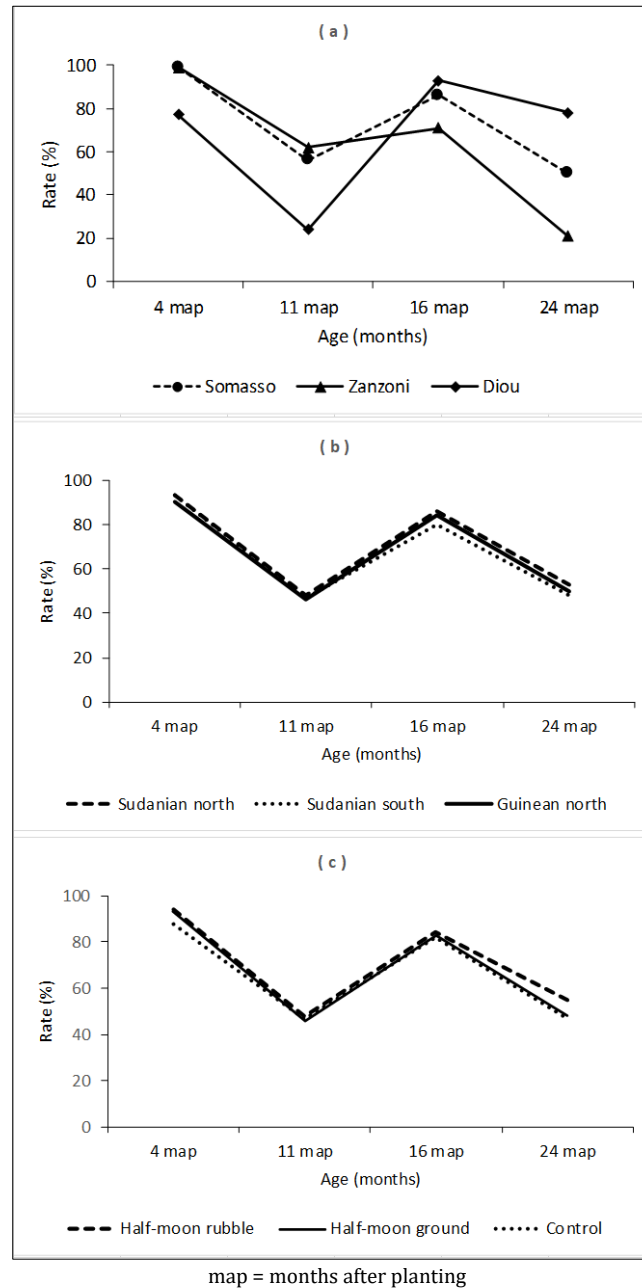 ( a )
100
80
60
40
20
0
Rate (%)
4 map 11 map 16 map 24 map
Age (months)
Somasso Zanzoni Diou
( b )
100
80
60
40
20
0
Rate (%)
4 map 11 map 16 map 24 map
Age (months)
Sudanian north Sudanian south Guinean north
( c )
100
80
60
40
20
0
Rate (%)
4 map 11 map 16 map 24 map
Age (months)
Half-moon rubble Half-moon ground Control
map = months after planting